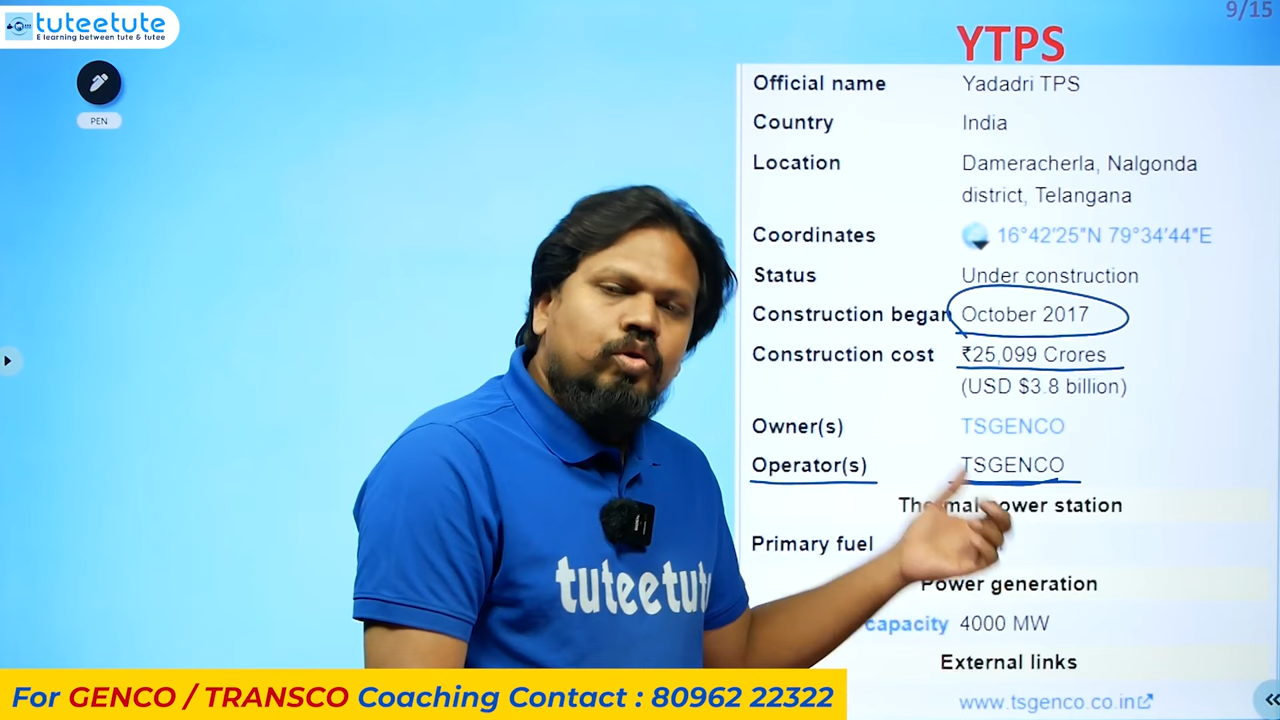 tuteetute
E learning between tute & tutee
9/15
PEN
YTPS
Official name Yadadri TPS
Country India
Location Dameracherla, Nalgonda
district, Telangana
Coordinates 16°42′25″N 79°34′44″E
Status Under construction
Construction began October 2017
Construction cost ₹25,099 Crores
(USD $3.8 billion)
Owner(s) TSGENCO
Operator(s) TSGENCO
power station
Primary fuel
Power generation
capacity 4000 MW
External links
www.tsgenco.co.in
tuteetut
For GENCO / TRANSCO Coaching Contact : 80962 22322